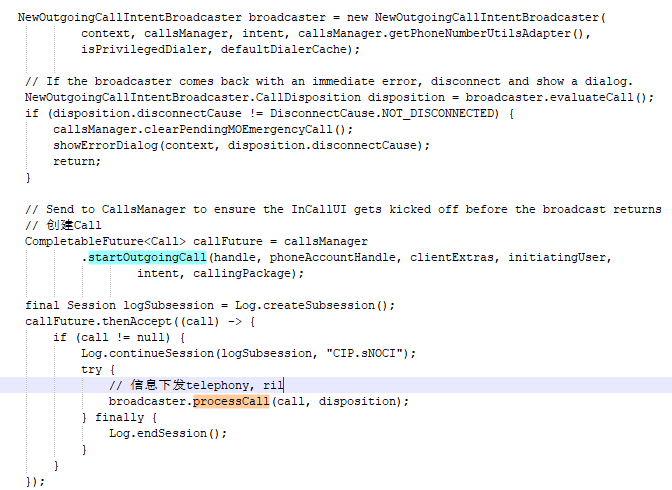 NewOutgoingCallIntentBroadcaster broadcaster = new NewOutgoingCallIntentBroadcaster(
context, callsManager, intent, callsManager.getPhoneNumberUtilsAdapter(),
isPrivilegedDialer, defaultDialerCache);
// If the broadcaster comes back with an immediate error, disconnect and show a dialog.
NewOutgoingCallIntentBroadcaster.CallDisposition disposition = broadcaster.evaluateCall();
if (disposition.disconnectCause != DisconnectCause.NOT_DISCONNECTED) {
callsManager.clearPendingMOEmergencyCall();
showErrorDialog(context, disposition.disconnectCause);
return;
}
// Send to CallsManager to ensure the InCallUI gets kicked off before the broadcast returns
// 创建Call
CompletableFuture<Call> callFuture = callsManager
.startOutgoingCall(handle, phoneAccountHandle, clientExtras, initiatingUser,
intent, callingPackage);
final Session logSubsession = Log.createSubsession();
callFuture.thenAccept((call) -> {
if (call != null) {
Log.continueSession(logSubsession, "CIP.sNOCI");
try {
// 信息下发telephony, ril
broadcaster.processCall(call, disposition);
} finally {
Log.endSession();
}
}
});